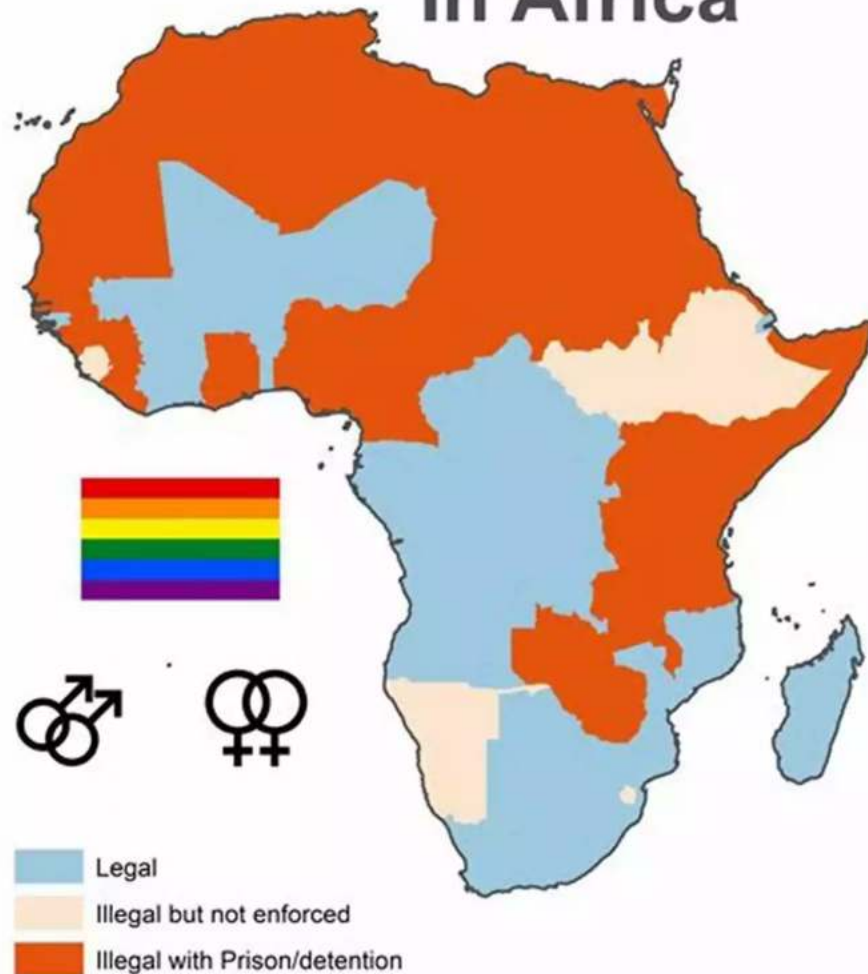 in Africa
Legal
Illegal but not enforced
Illegal with Prison/detention